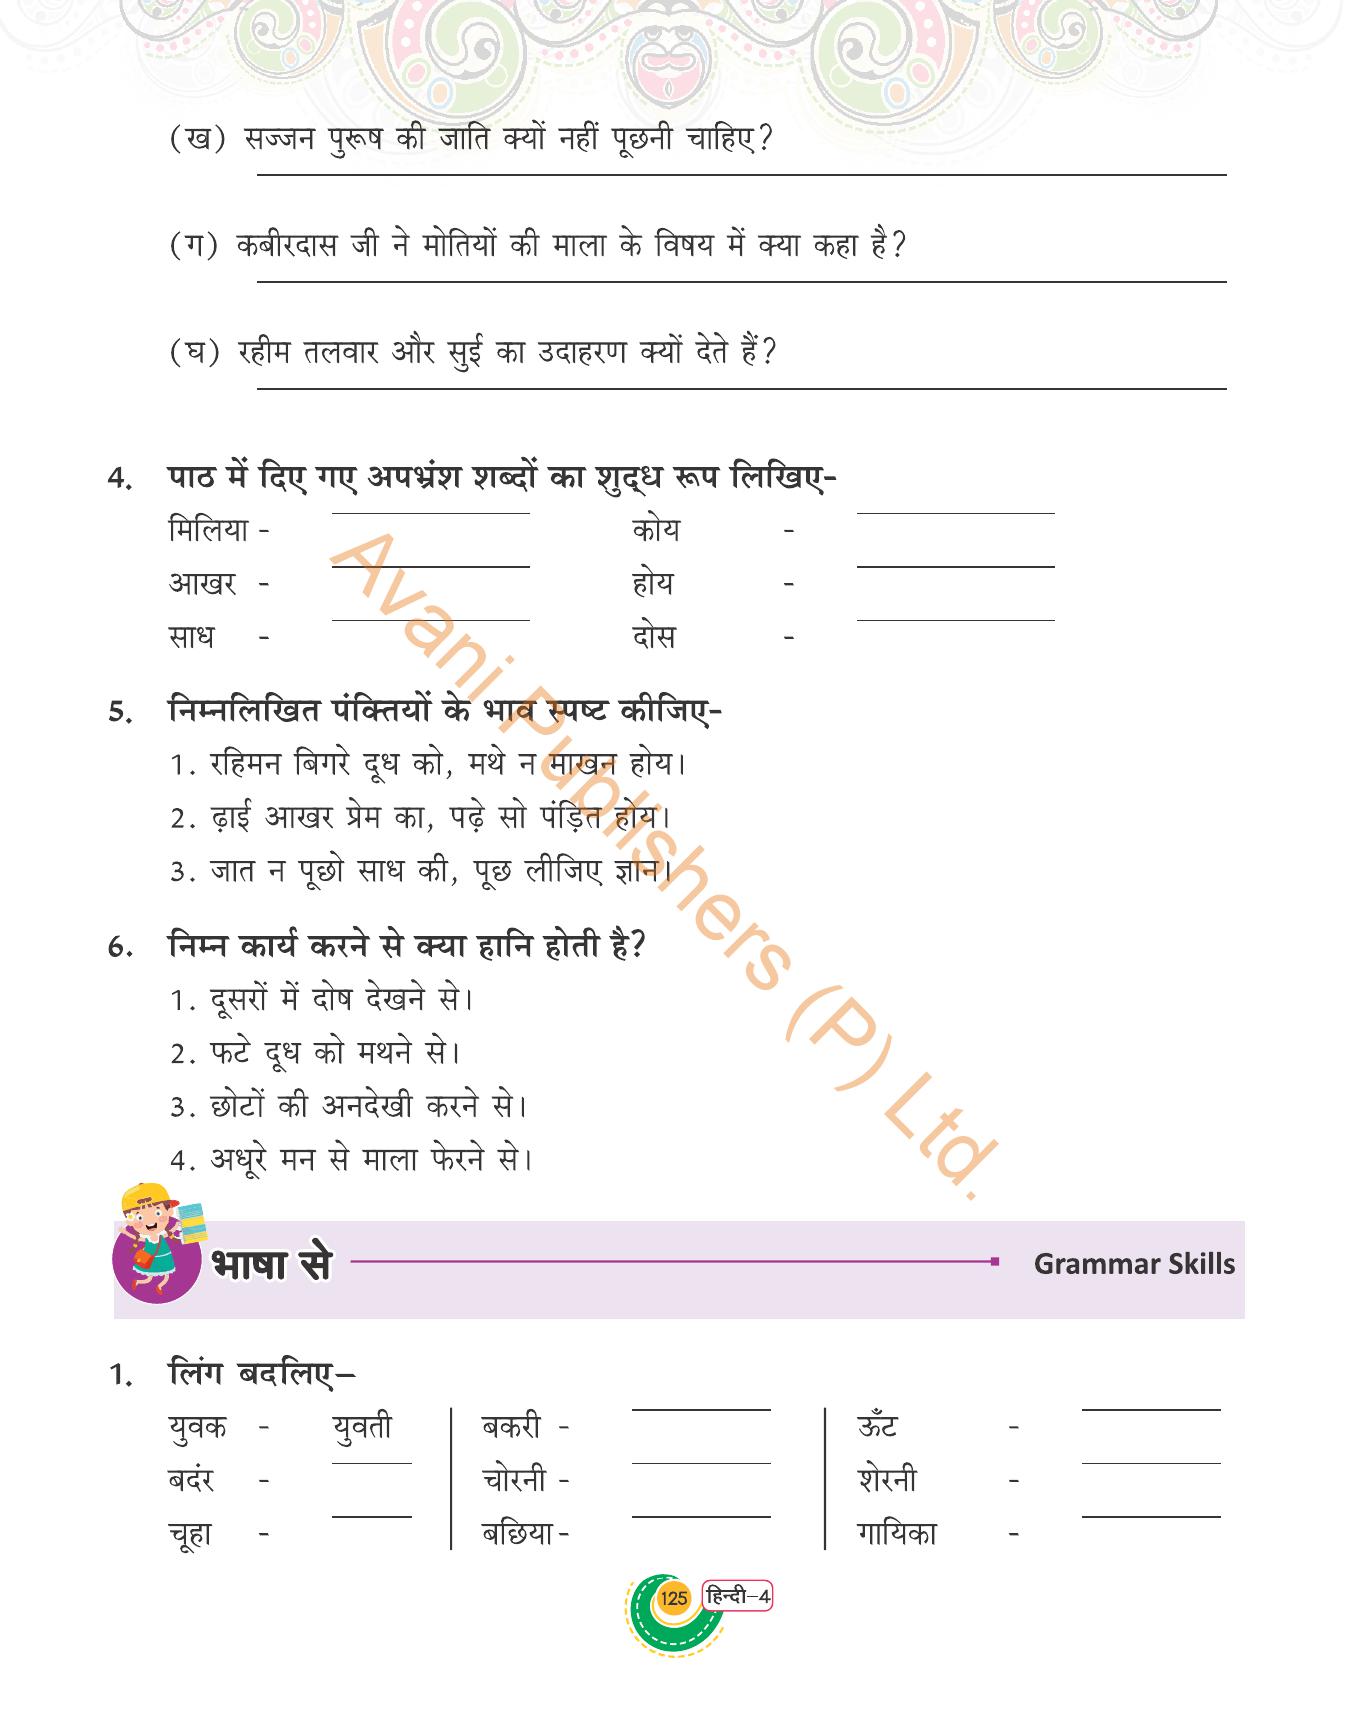 (ख) सज्जन पुरूष की जाति क्यों नहीं पूछनी चाहिए?
(ग) कबीरदास जी ने मोतियों की माला के विषय में क्या कहा है?
(घ) रहीम तलवार और सुई का उदाहरण क्यों देते हैं?
4. पाठ में दिए गए अपभ्रंश शब्दों का शुद्ध रूप लिखिए-
मिलिया - कोय -
आखर - होय -
साध - दोस -
5. निम्नलिखित पंक्तियों के भाव स्पष्ट कीजिए-
1. रहिमन बिगरे दूध को, मथे न माखन होय।
2. ढ़ाई आखर प्रेम का, पढ़े सो पंड़ित होय।
3. जात न पूछो साध की, पूछ लीजिए ज्ञान।
6. निम्न कार्य करने से क्या हानि होती है?
1. दूसरों में दोष देखने से।
2. फटे दूध को मथने से।
3. छोटों की अनदेखी करने से।
4. अधूरे मन से माला फेरने से।
Avani Publishers (P) Ltd.
भाषा से Grammar Skills
1. लिंग बदलिए–
युवक - युवती बकरी - ऊँट -
बदंर - चोरनी - शेरनी -
चूहा - बछिया - गायिका -
125 हिन्दी–4